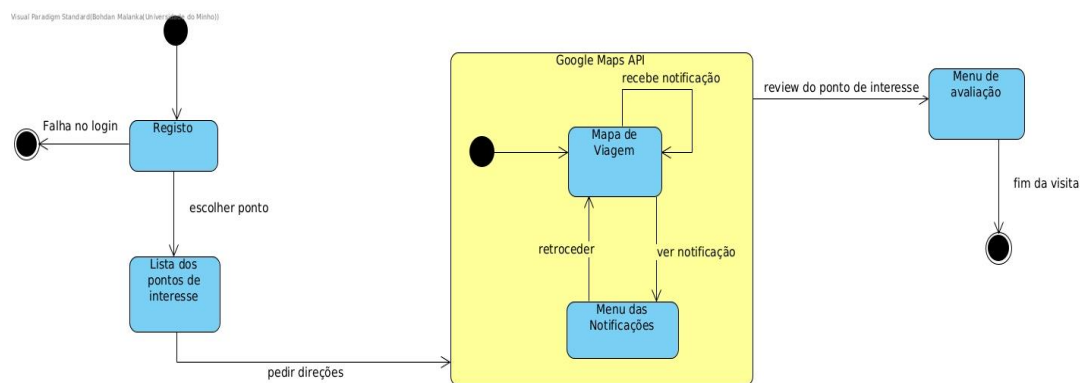 Visual Paradigm Standard(Bohdan Malanka(Universidade do Minho))
Falha no login
Registo
escolher ponto
Lista dos
pontos de
interesse
pedir direções
Google Maps API
recebe notificação
Mapa de
Viagem
retroceder
ver notificação
Menu das
Notificações
review do ponto de interesse
Menu de
avaliação
fim da visita